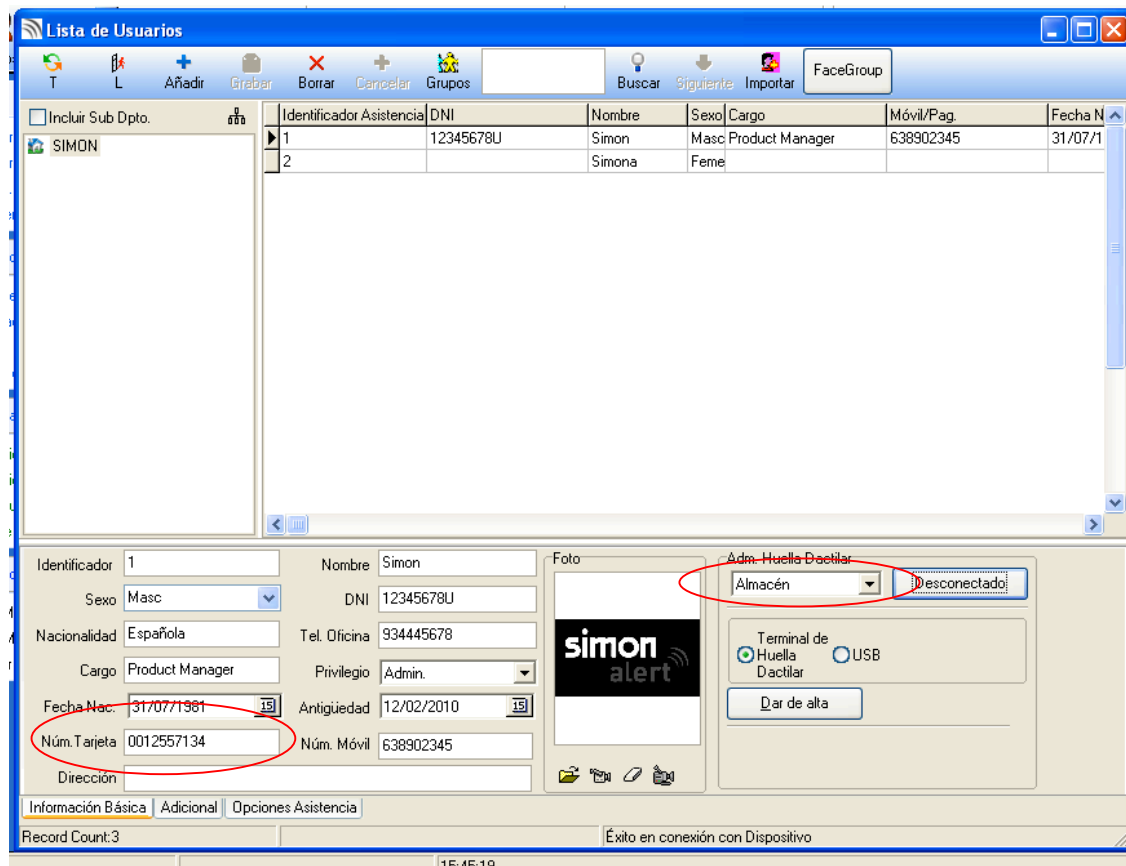 Lista de Usuarios
T L Añadir Grabar Borrar Cancelar Grupos Buscar Siguiente Importar FaceGroup
Incluir Sub Dpto.
SIMON
Identificador Asistencia DNI Nombre Sexo Cargo Móvil/Pag. Fecha N
1 12345678U Simon Masc Product Manager 638902345 31/07/1
2 Simona Feme
Identificador 1 Nombre Simon
Sexo Masc DNI 12345678U
Nacionalidad Española Tel. Oficina 934445678
Cargo Product Manager Privilegio Admin.
Fecha Nac. 31/07/1981 15 Antigüedad 12/02/2010 15
Núm.Tarjeta 0012557134 Núm. Móvil 638902345
Dirección
Foto
simon
alert
Adm. Huella Dactilar
Almacén Desconectado
Terminal de
Huella
Dactilar
USB
Dar de alta
Información Básica Adicional Opciones Asistencia
Record Count:3 Éxito en conexión con Dispositivo
15:45:19